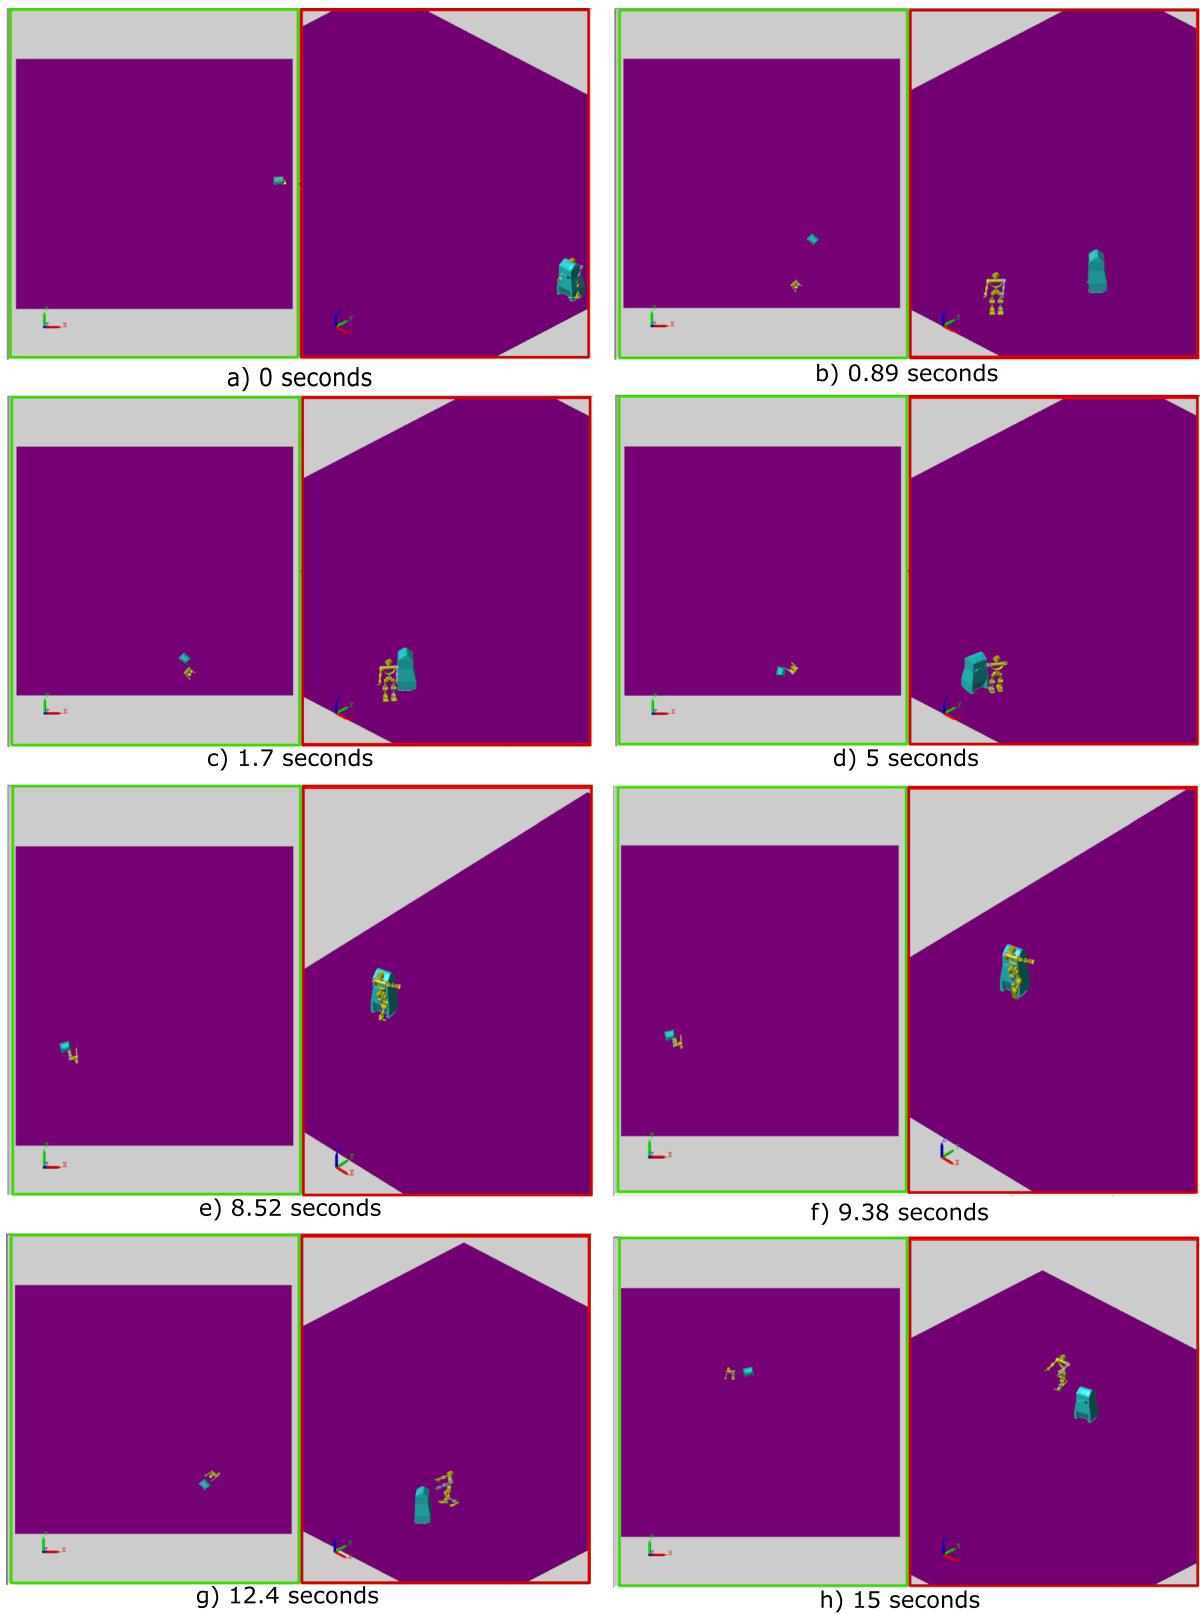 a) 0 seconds
b) 0.89 seconds
c) 1.7 seconds
d) 5 seconds
e) 8.52 seconds
f) 9.38 seconds
g) 12.4 seconds
h) 15 seconds